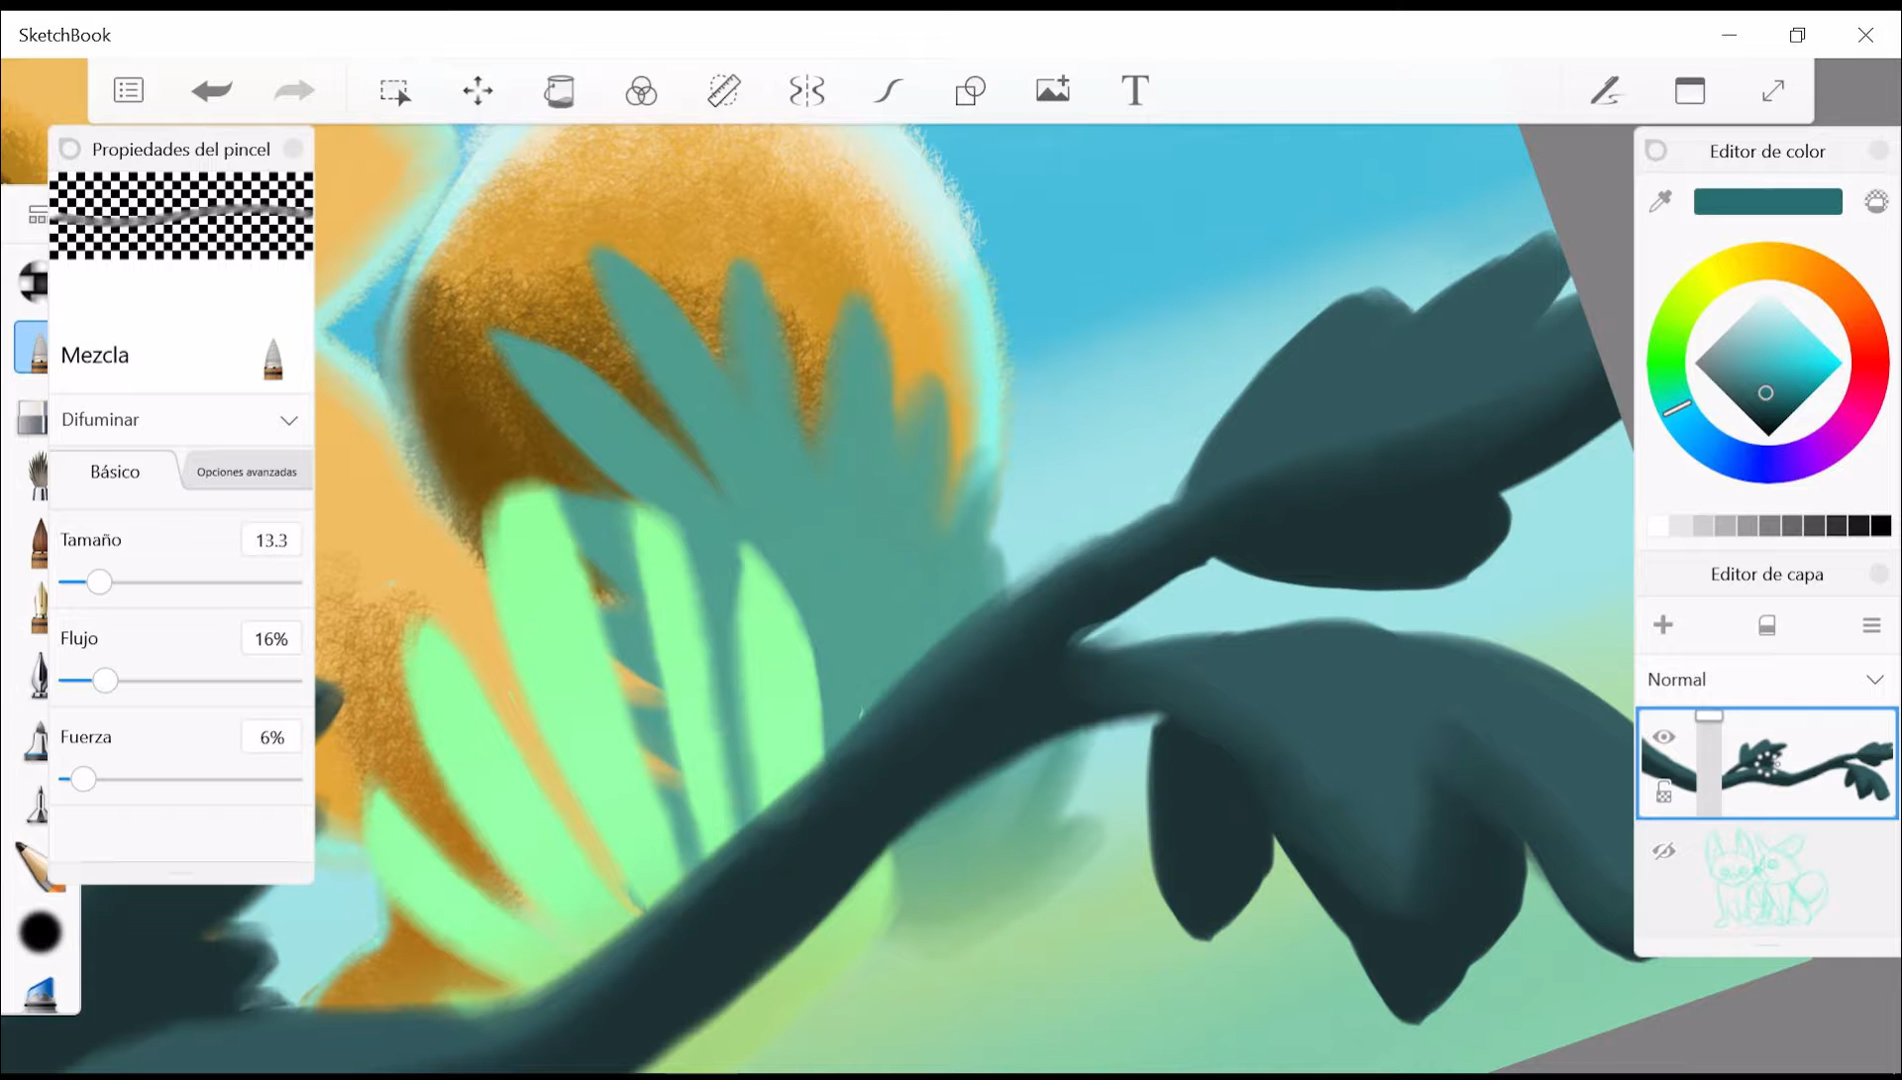 SketchBook
T
Propiedades del pincel
Mezcla
Difuminar
Básico
Opciones avanzadas
Tamaño
13.3
Flujo
16%
Fuerza
6%
Editor de color
Editor de capa
Normal